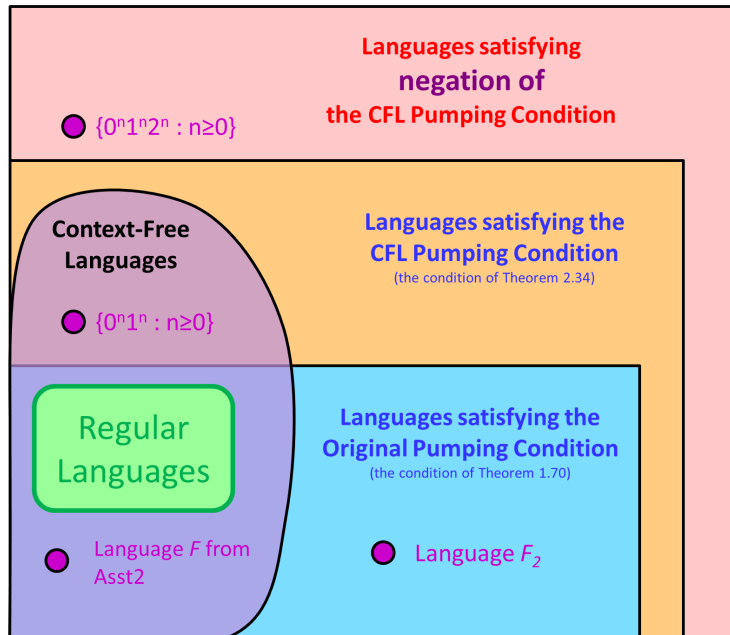 Languages satisfying
negation of
the CFL Pumping Condition
{0ⁿ1ⁿ2ⁿ : n≥0}
Context-Free
Languages
Languages satisfying the
CFL Pumping Condition
(the condition of Theorem 2.34)
{0ⁿ1ⁿ : n≥0}
Regular
Languages
Languages satisfying the
Original Pumping Condition
(the condition of Theorem 1.70)
Language F from
Asst2
Language F₂